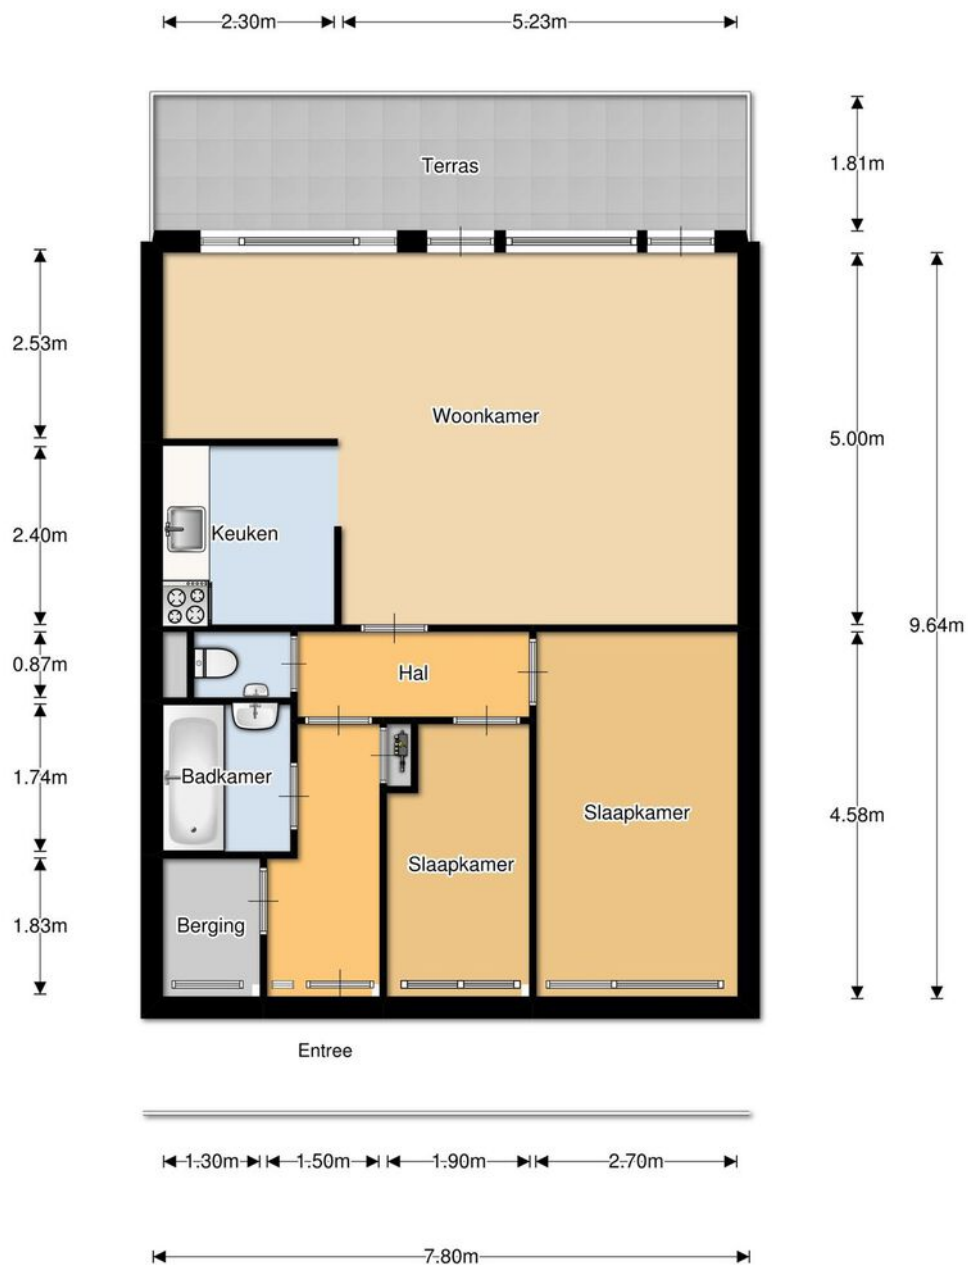 2.30m 5.23m
Terras
1.81m
2.53m
Woonkamer
5.00m
Keuken
2.40m
9.64m
0.87m
Hal
1.74m
Badkamer
Slaapkamer
4.58m
Slaapkamer
1.83m
Berging
Entree
1.30m 1.50m 1.90m 2.70m
7.80m